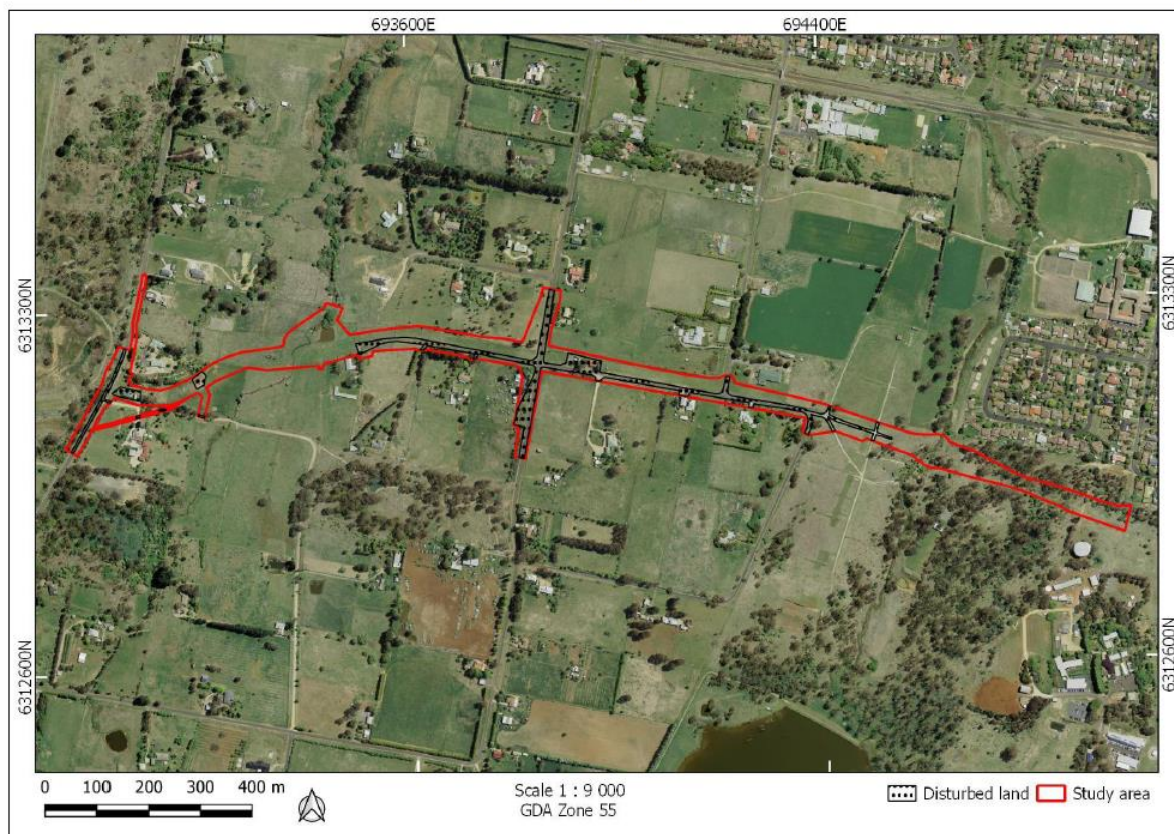 693600E
694400E
6313300N
6313300N
6312600N
6312600N
0 100 200 300 400 m
Scale 1 : 9 000
GDA Zone 55
Disturbed land
Study area